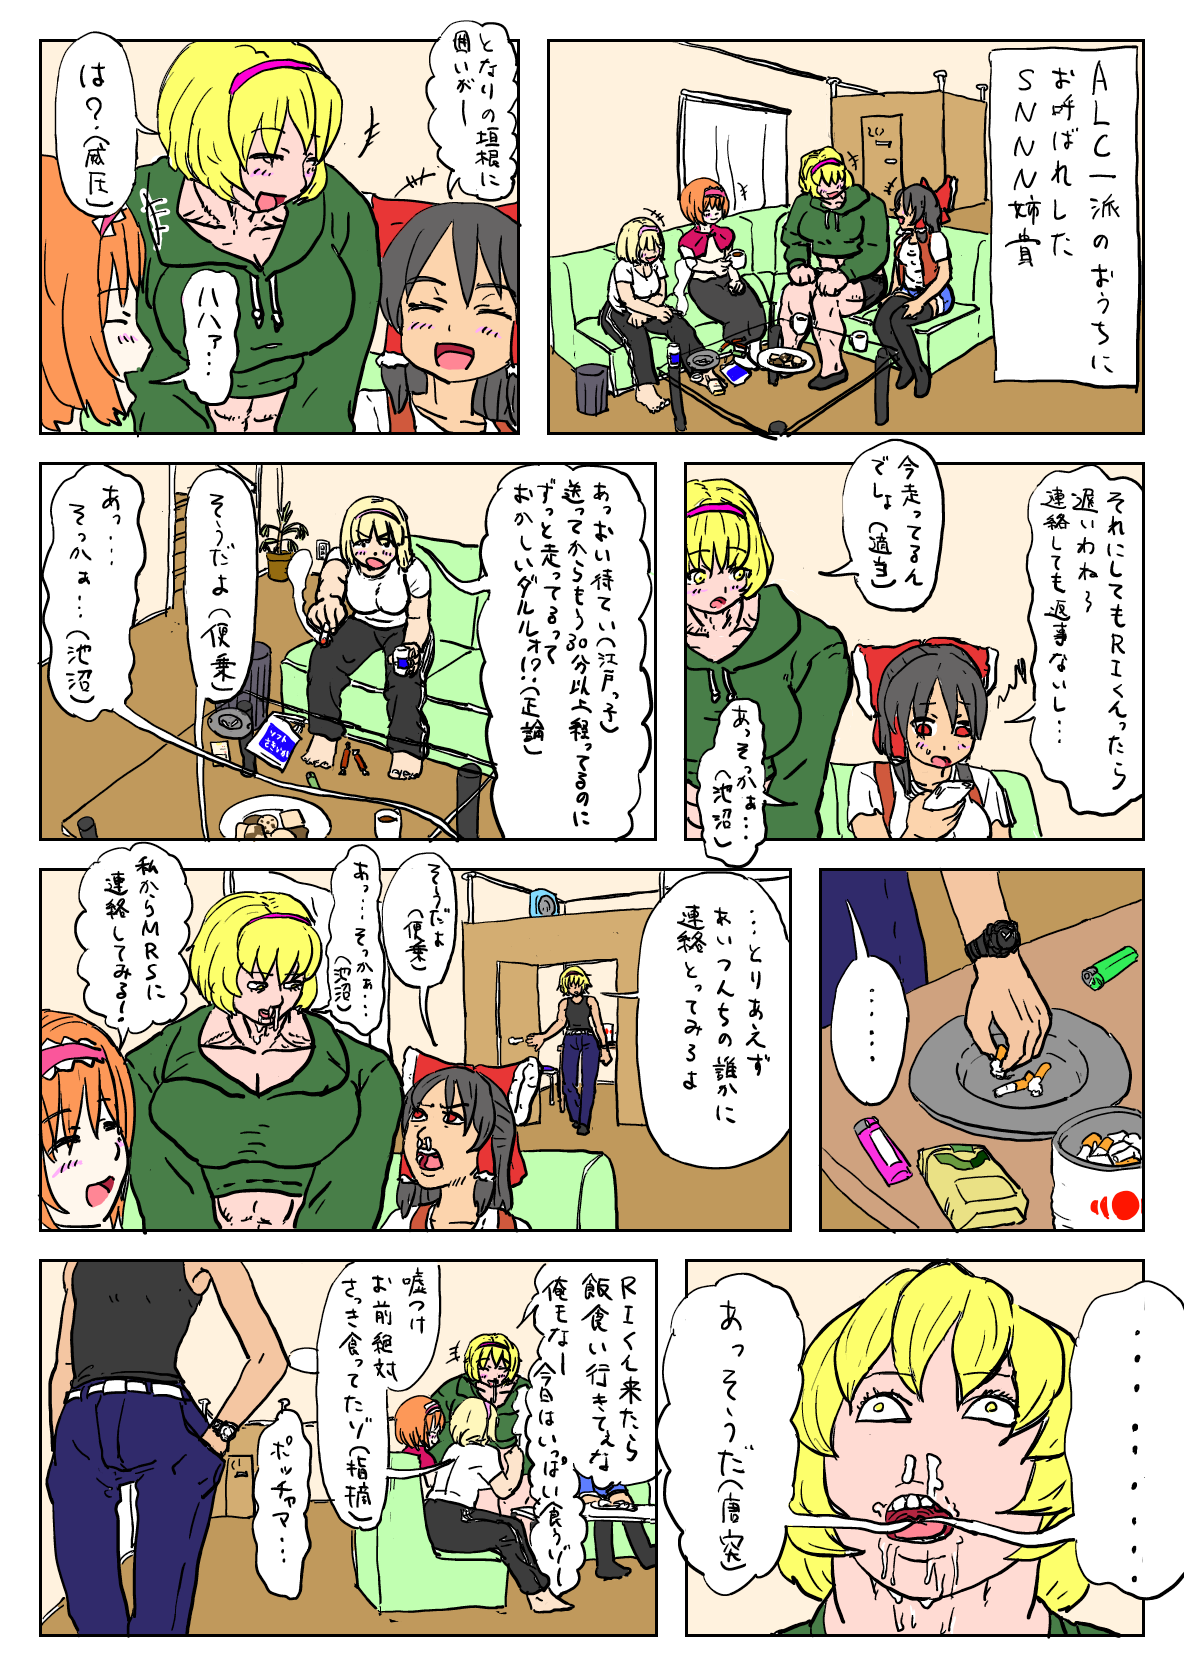 ALC一派のおうちに
お呼ばれした
SNNN姉貴
となりの垣根に
囲いがー
は?(威圧)
ハハァ…
それにしてもRIくんったら
遅いわねぇ
連絡しても返事ないし…
今走ってるん
でしょ(適当)
あっそっかぁ…
(池沼)
おっおい待てぃ(江戸っ子)
送ってからもう30分以上経ってるのに
ずっと走ってるって
おかしいダルルォ!?(正論)
そうだよ(便乗)
あっ…
そっかぁ…(池沼)
……
…とりあえず
あいつんちの誰かに
連絡とってみろよ
そうだよ
(便乗)
あっ…そっかぁ…
(池沼)
私からMRSに
連絡してみる!
………
あっそうだ(唐突)
RIくん来たら
飯食い行きてぇな
俺もなー 今日はいっぱい食うゾ~
嘘つけ
お前絶対
さっき食ってたゾ(指摘)
ポッチャマ…
ソフト
さきいか